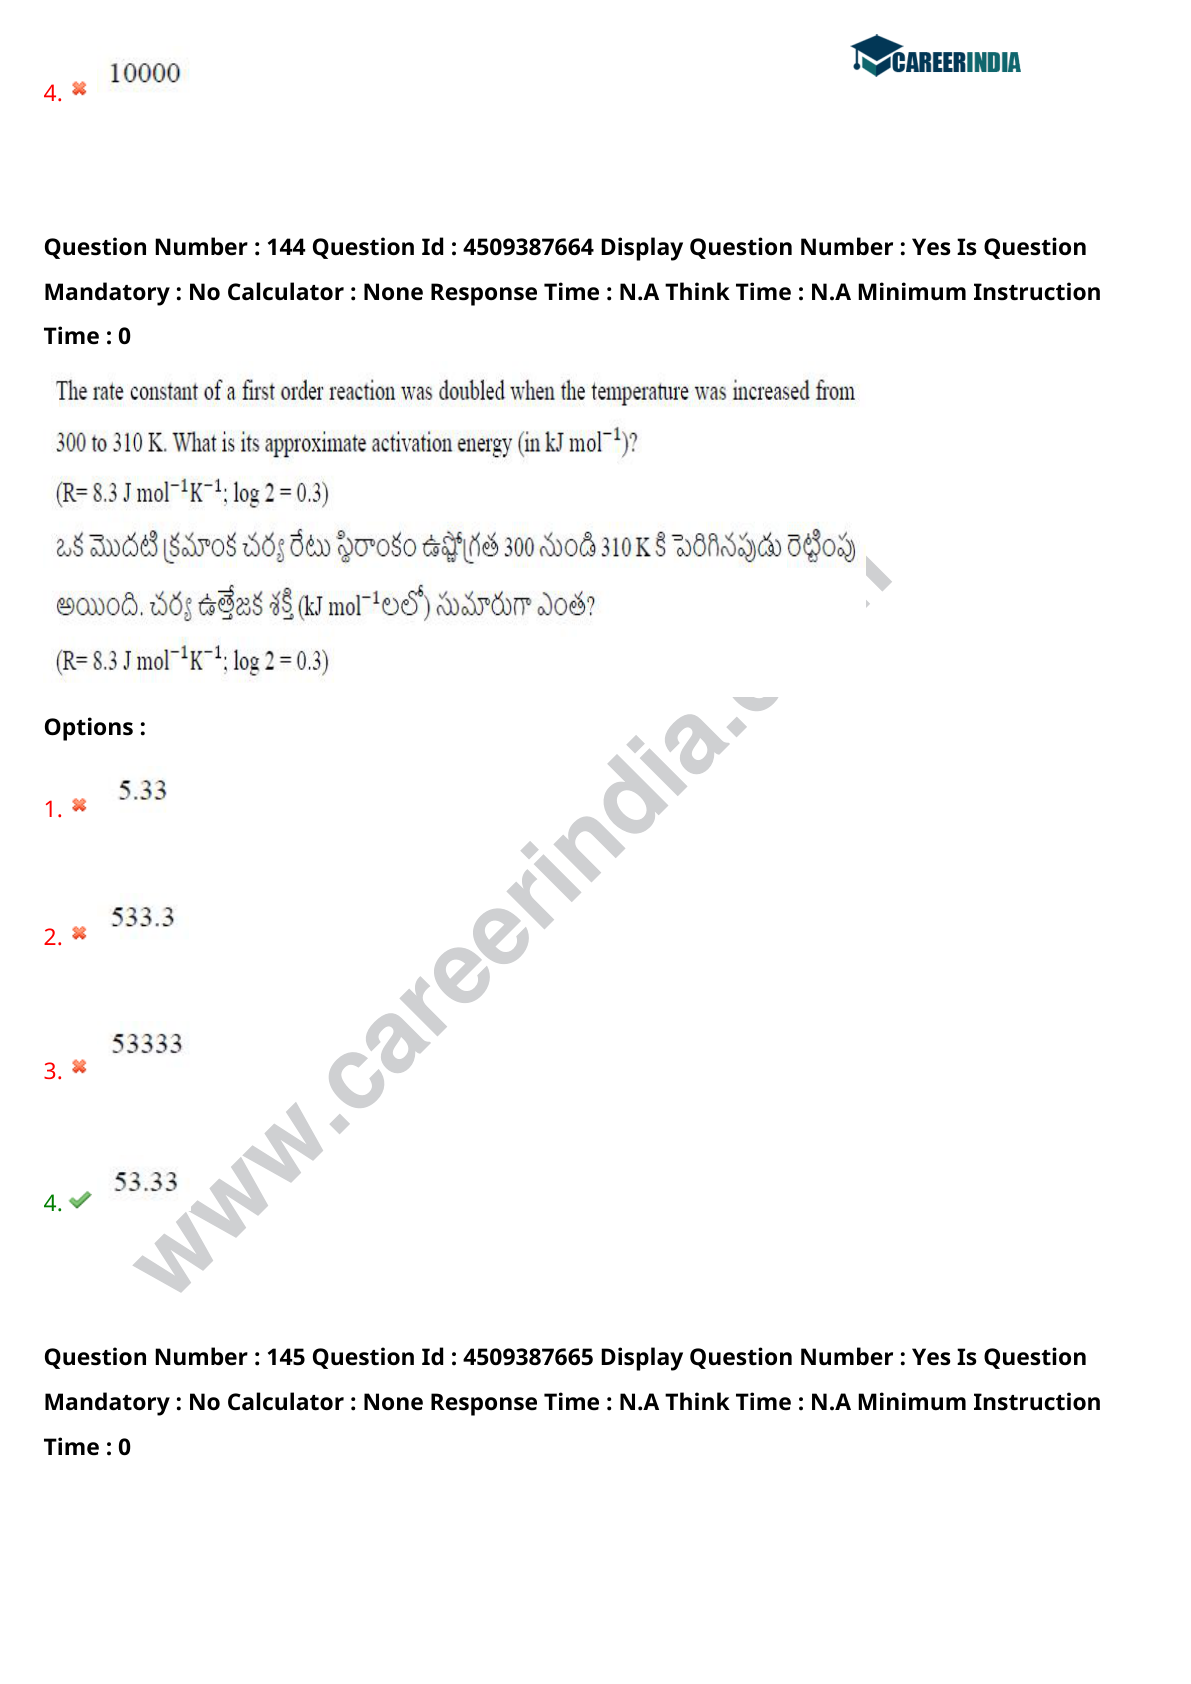 CAREERINDIA
10000
4.
Question Number : 144 Question Id : 4509387664 Display Question Number : Yes Is Question
Mandatory : No Calculator : None Response Time : N.A Think Time : N.A Minimum Instruction
Time : 0
The rate constant of a first order reaction was doubled when the temperature was increased from
300 to 310 K. What is its approximate activation energy (in kJ mol⁻¹)?
(R= 8.3 J mol⁻¹K⁻¹; log 2 = 0.3)
ఒక మొదటి క్రమాంక చర్య రేటు స్థిరాంకం ఉష్ణోగ్రత 300 నుండి 310 K కి పెరిగినపుడు రెట్టింపు
అయింది. చర్య ఉత్తేజక శక్తి (kJ mol⁻¹లలో) సుమారుగా ఎంత?
(R= 8.3 J mol⁻¹K⁻¹; log 2 = 0.3)
Options :
5.33
1.
533.3
2.
53333
3.
53.33
4.
www.careerindia.c
Question Number : 145 Question Id : 4509387665 Display Question Number : Yes Is Question
Mandatory : No Calculator : None Response Time : N.A Think Time : N.A Minimum Instruction
Time : 0